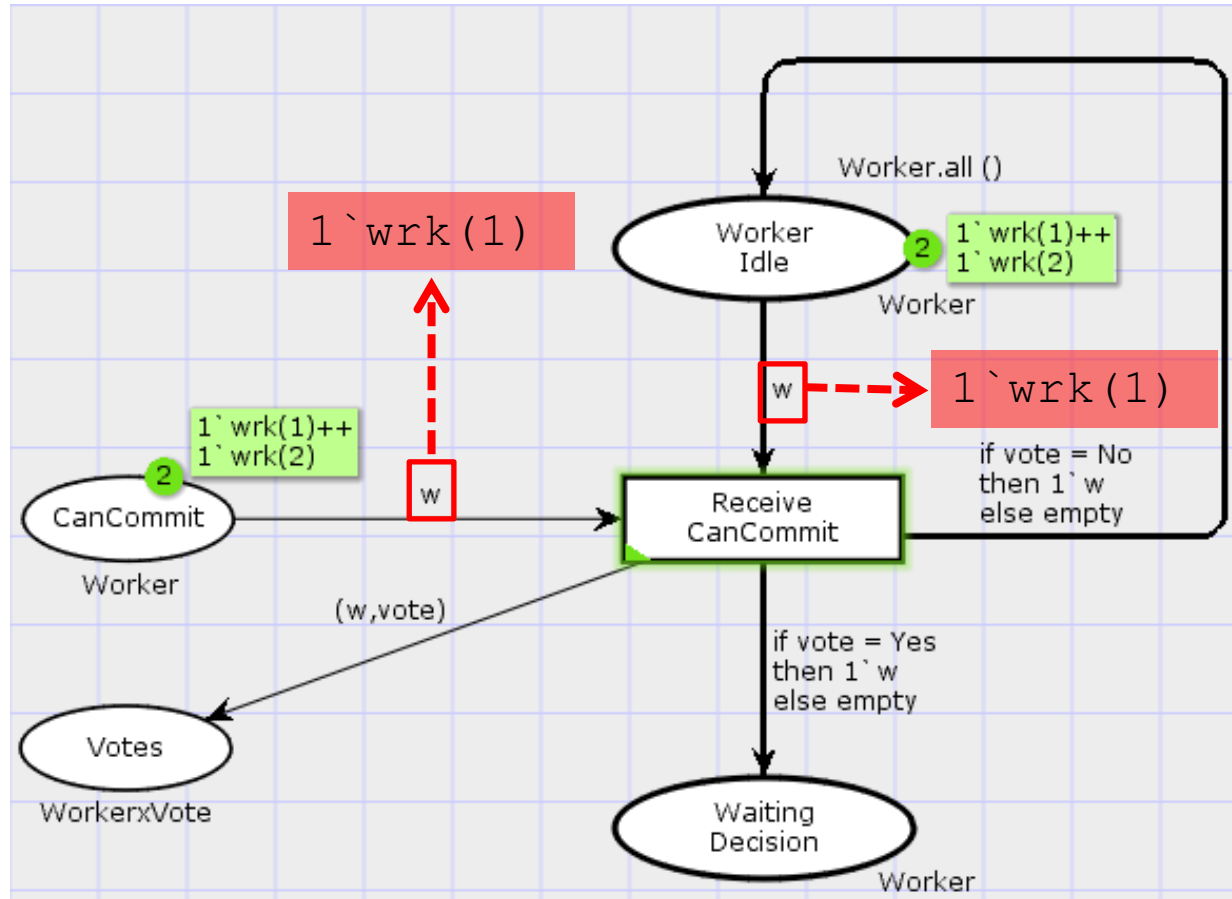 Worker.all ()
1`wrk(1)
Worker
Idle
2
1`wrk(1)++
1`wrk(2)
Worker
w
1`wrk(1)
1`wrk(1)++
1`wrk(2)
2
CanCommit
Worker
w
Receive
CanCommit
if vote = No
then 1`w
else empty
(w,vote)
if vote = Yes
then 1`w
else empty
Votes
WorkerxVote
Waiting
Decision
Worker